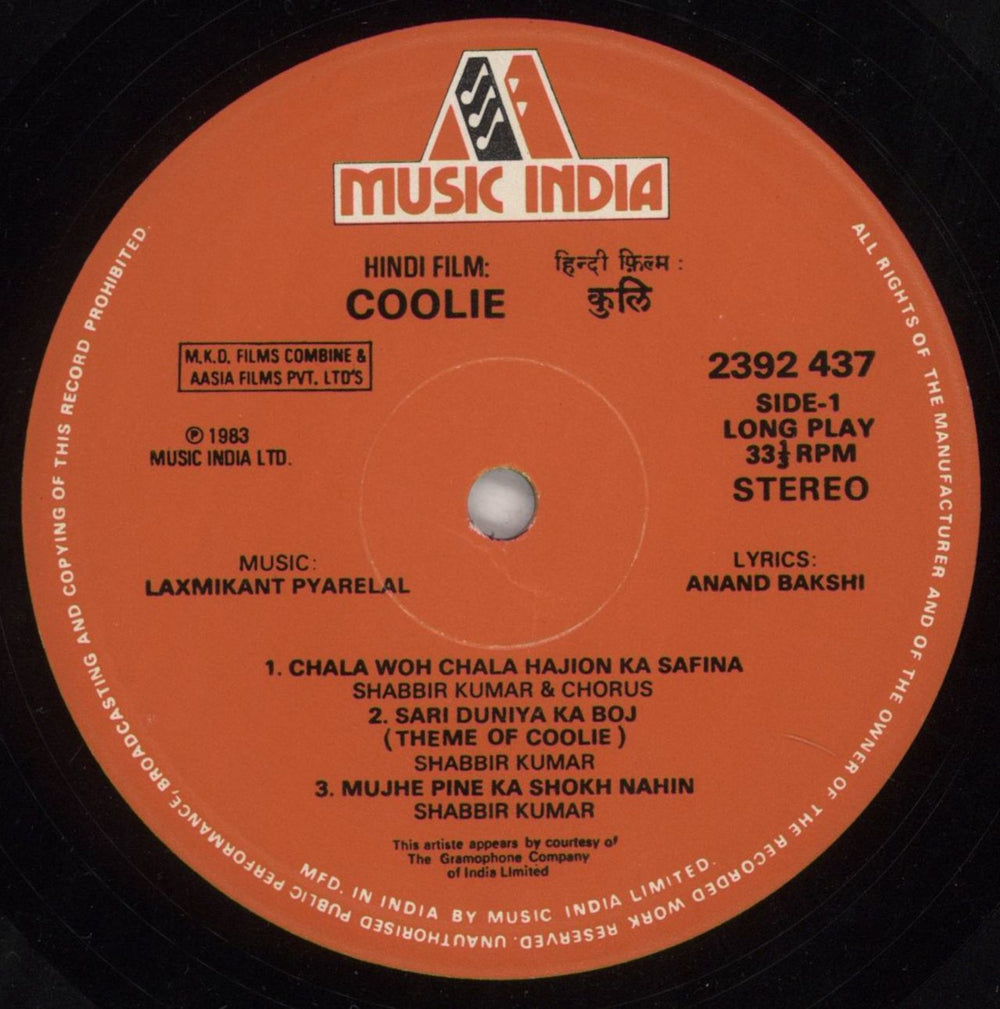 MUSIC INDIA
HINDI FILM:
COOLIE
हिन्दी फ़िल्म :
कुलि
M.K.D. FILMS COMBINE &
AASIA FILMS PVT. LTD'S
℗ 1983
MUSIC INDIA LTD.
2392 437
SIDE-1
LONG PLAY
33⅓ RPM
STEREO
MUSIC:
LAXMIKANT PYARELAL
LYRICS:
ANAND BAKSHI
1. CHALA WOH CHALA HAJION KA SAFINA
SHABBIR KUMAR & CHORUS
2. SARI DUNIYA KA BOJ
(THEME OF COOLIE)
SHABBIR KUMAR
3. MUJHE PINE KA SHOKH NAHIN
SHABBIR KUMAR
This artiste appears by courtesy of
The Gramophone Company
of India Limited
MFD. IN INDIA BY MUSIC INDIA LIMITED.
ALL RIGHTS OF THE MANUFACTURER AND OF THE OWNER OF THE RECORDED WORK RESERVED. UNAUTHORISED PUBLIC PERFORMANCE, BROADCASTING AND COPYING OF THIS RECORD PROHIBITED.